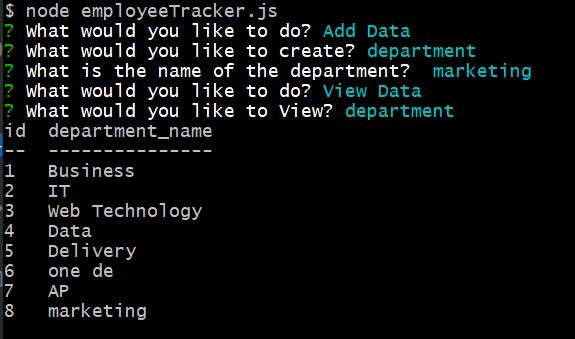 $ node employeeTracker.js
? What would you like to do? Add Data
? What would you like to create? department
? What is the name of the department?  marketing
? What would you like to do? View Data
? What would you like to View? department
id  department_name
--  ---------------
1   Business
2   IT
3   Web Technology
4   Data
5   Delivery
6   one de
7   AP
8   marketing